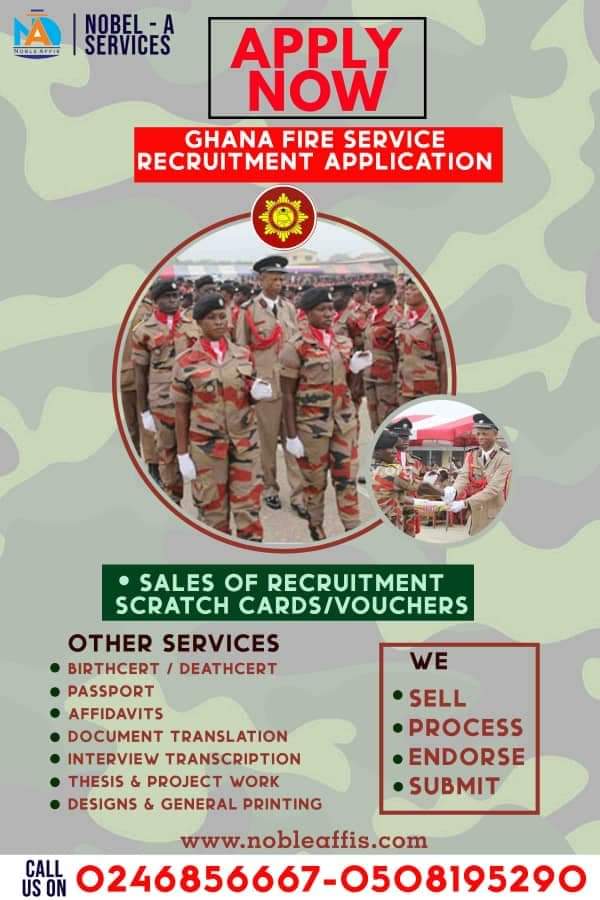 NOBLE AFFIS
NOBEL - A
SERVICES
APPLY
NOW
GHANA FIRE SERVICE
RECRUITMENT APPLICATION
• SALES OF RECRUITMENT
SCRATCH CARDS/VOUCHERS
OTHER SERVICES
• BIRTHCERT / DEATHCERT
• PASSPORT
• AFFIDAVITS
• DOCUMENT TRANSLATION
• INTERVIEW TRANSCRIPTION
• THESIS & PROJECT WORK
• DESIGNS & GENERAL PRINTING
WE
• SELL
• PROCESS
• ENDORSE
• SUBMIT
www.nobleaffis.com
CALL
US ON
0246856667-0508195290